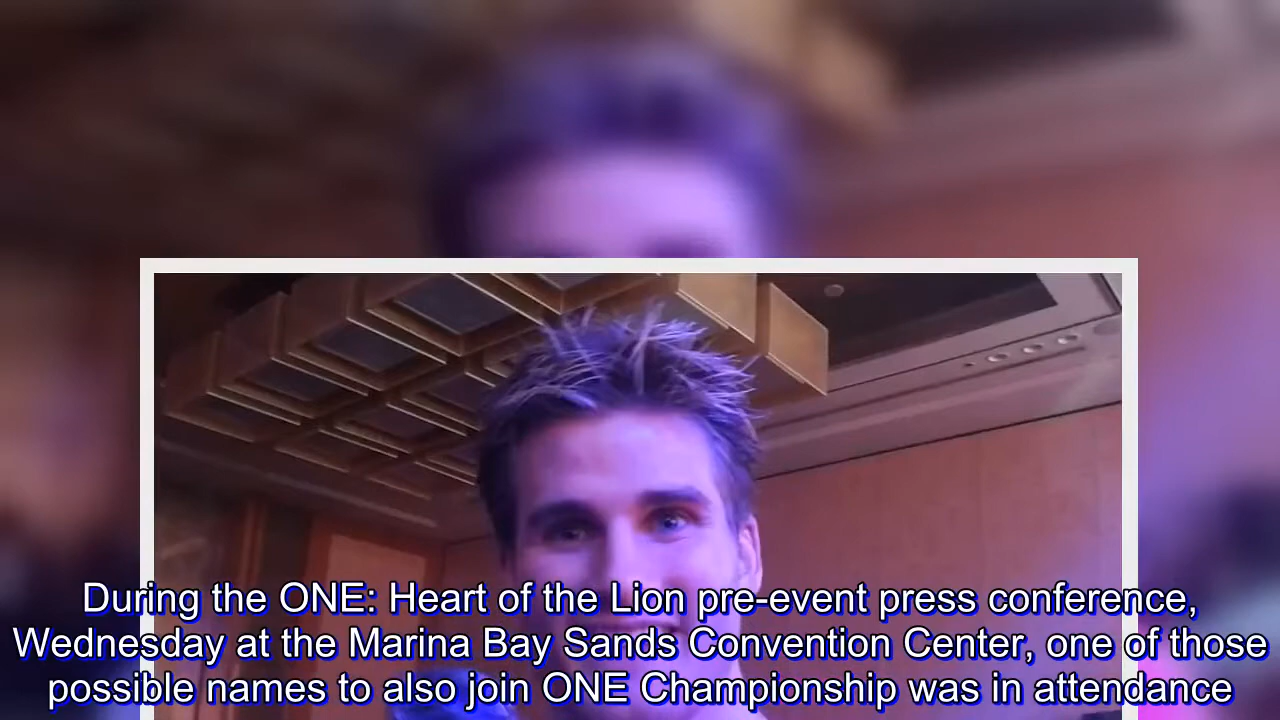 During the ONE: Heart of the Lion pre-event press conference,
Wednesday at the Marina Bay Sands Convention Center, one of those
possible names to also join ONE Championship was in attendance